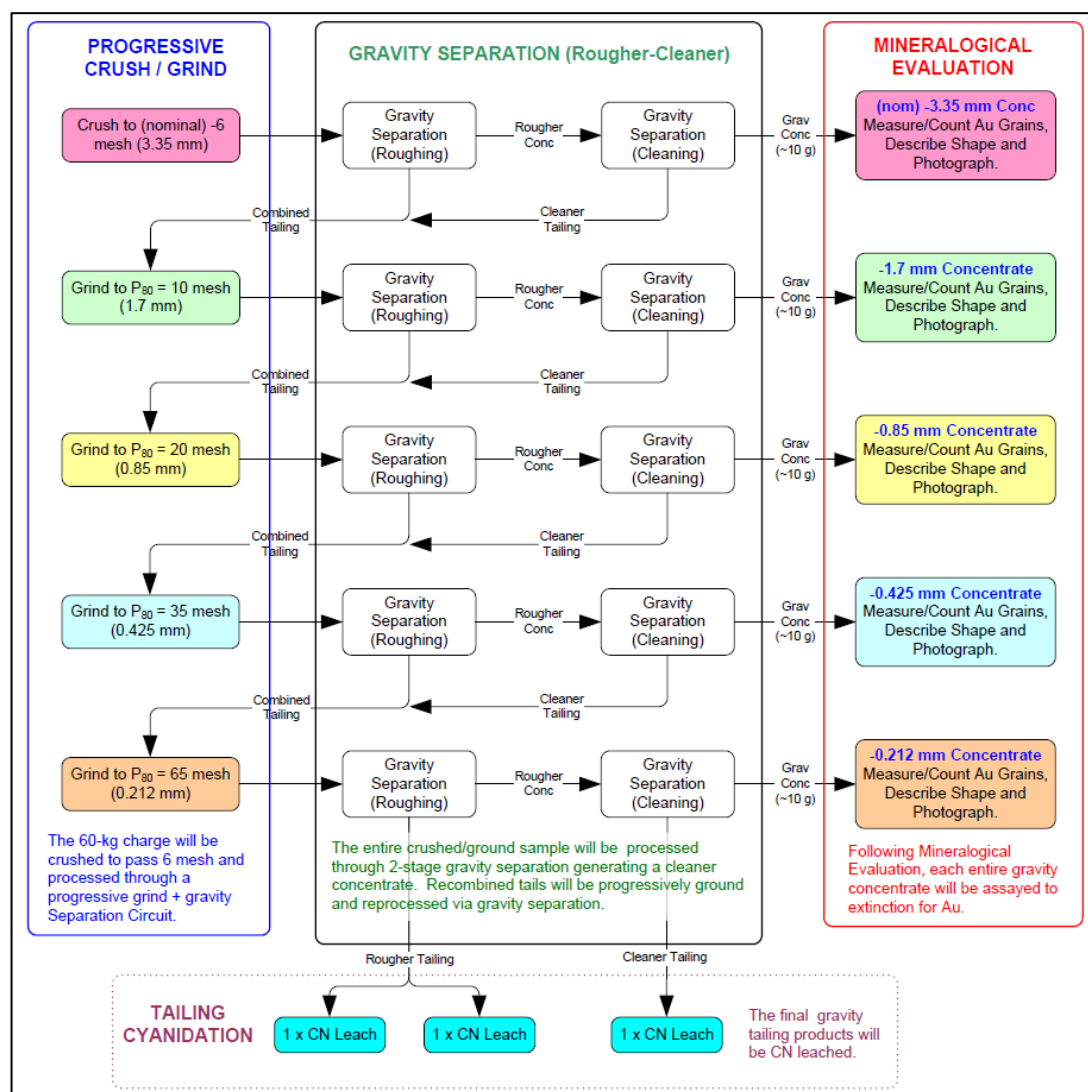 PROGRESSIVE
CRUSH / GRIND
GRAVITY SEPARATION (Rougher-Cleaner)
MINERALOGICAL
EVALUATION
Crush to (nominal) -6
mesh (3.35 mm)
Gravity
Separation
(Roughing)
Rougher
Conc
Gravity
Separation
(Cleaning)
Grav
Conc
(~10 g)
(nom) -3.35 mm Conc
Measure/Count Au Grains,
Describe Shape and
Photograph.
Combined
Tailing
Cleaner
Tailing
Grind to P80 = 10 mesh
(1.7 mm)
Gravity
Separation
(Roughing)
Rougher
Conc
Gravity
Separation
(Cleaning)
Grav
Conc
(~10 g)
-1.7 mm Concentrate
Measure/Count Au Grains,
Describe Shape and
Photograph.
Combined
Tailing
Cleaner
Tailing
Grind to P80 = 20 mesh
(0.85 mm)
Gravity
Separation
(Roughing)
Rougher
Conc
Gravity
Separation
(Cleaning)
Grav
Conc
(~10 g)
-0.85 mm Concentrate
Measure/Count Au Grains,
Describe Shape and
Photograph.
Combined
Tailing
Cleaner
Tailing
Grind to P80 = 35 mesh
(0.425 mm)
Gravity
Separation
(Roughing)
Rougher
Conc
Gravity
Separation
(Cleaning)
Grav
Conc
(~10 g)
-0.425 mm Concentrate
Measure/Count Au Grains,
Describe Shape and
Photograph.
Combined
Tailing
Cleaner
Tailing
Grind to P80 = 65 mesh
(0.212 mm)
Gravity
Separation
(Roughing)
Rougher
Conc
Gravity
Separation
(Cleaning)
Grav
Conc
(~10 g)
-0.212 mm Concentrate
Measure/Count Au Grains,
Describe Shape and
Photograph.
The 60-kg charge will be
crushed to pass 6 mesh and
processed through a
progressive grind + gravity
Separation Circuit.
The entire crushed/ground sample will be processed
through 2-stage gravity separation generating a cleaner
concentrate. Recombined tails will be progressively ground
and reprocessed via gravity separation.
Following Mineralogical
Evaluation, each entire gravity
concentrate will be assayed to
extinction for Au.
Rougher Tailing
Cleaner Tailing
TAILING
CYANIDATION
1 x CN Leach
1 x CN Leach
1 x CN Leach
The final gravity
tailing products will
be CN leached.